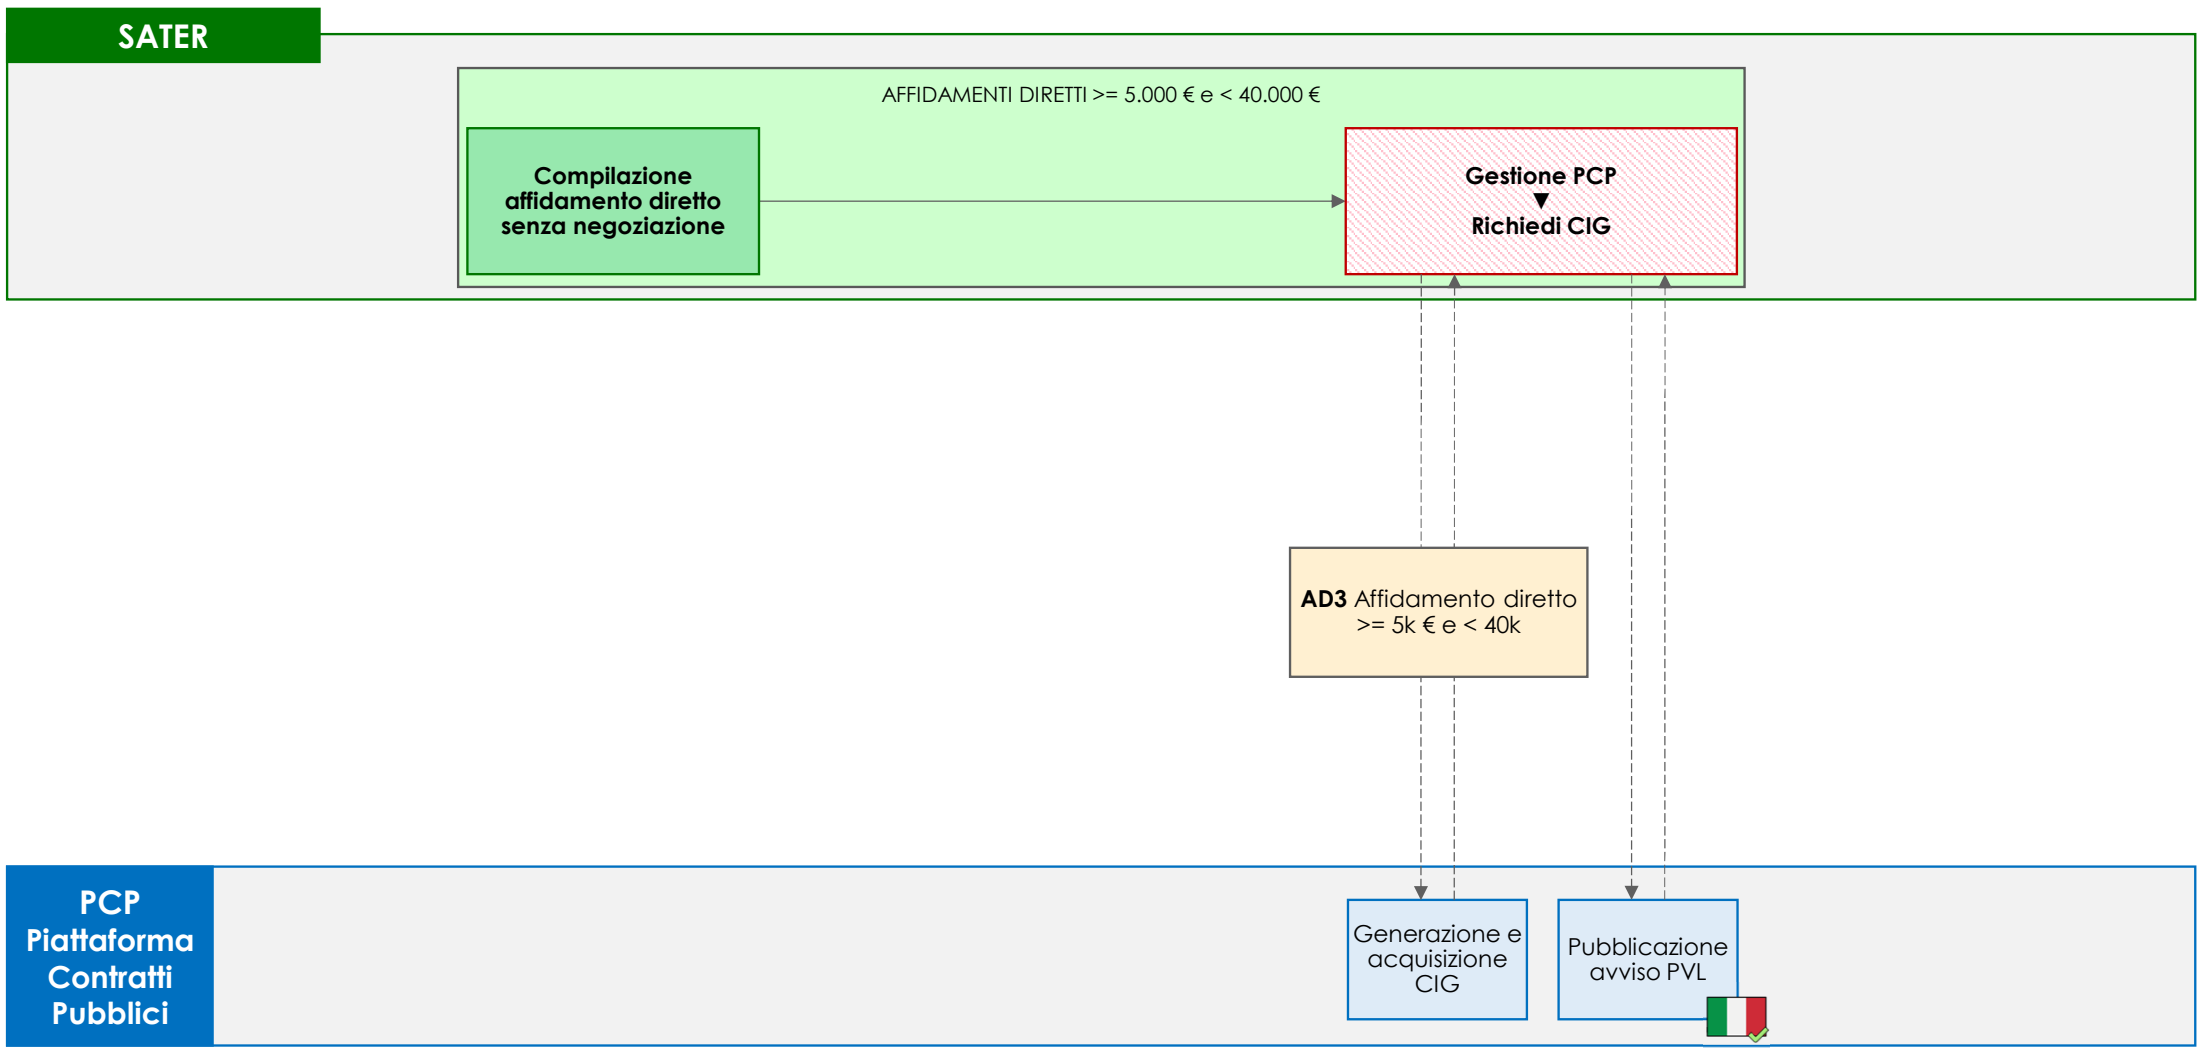 SATER
AFFIDAMENTI DIRETTI >= 5.000 € e < 40.000 €
Compilazione
affidamento diretto
senza negoziazione
Gestione PCP
▼
Richiedi CIG
AD3 Affidamento diretto
>= 5k € e < 40k
PCP
Piattaforma
Contratti
Pubblici
Generazione e
acquisizione
CIG
Pubblicazione
avviso PVL